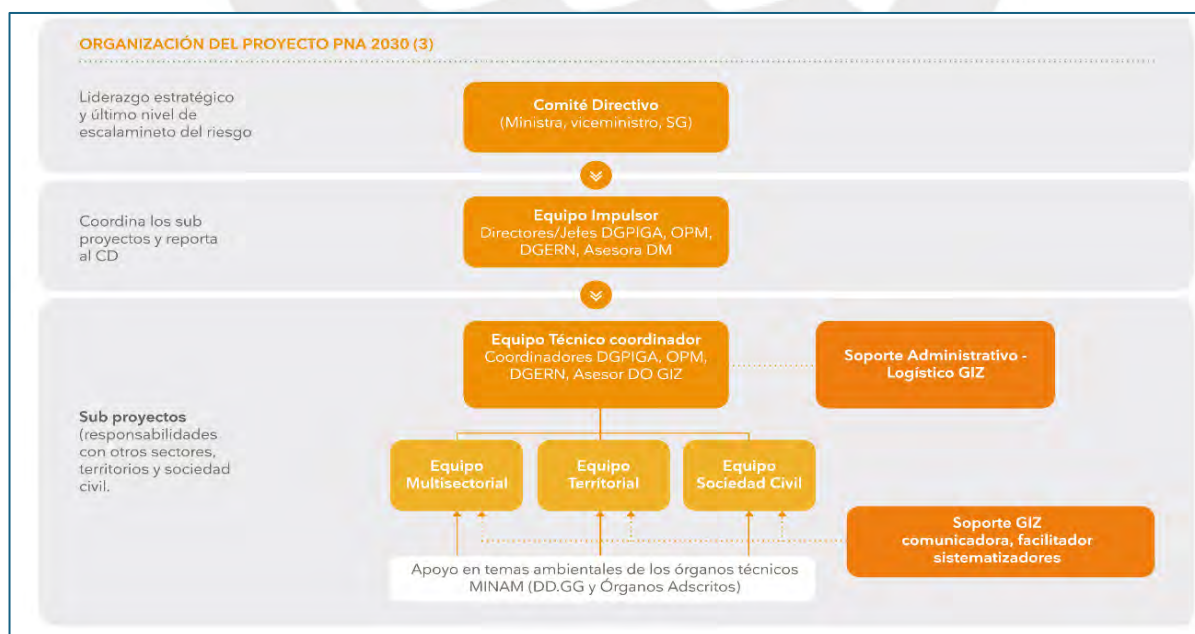 ORGANIZACIÓN DEL PROYECTO PNA 2030 (3)
Liderazgo estratégico
y último nivel de
escalamineto del riesgo
Comité Directivo
(Ministra, viceministro, SG)
Coordina los sub
proyectos y reporta
al CD
Equipo Impulsor
Directores/Jefes DGPIGA, OPM,
DGERN, Asesora DM
Sub proyectos
(responsabilidades
con otros sectores,
territorios y sociedad
civil.
Equipo Técnico coordinador
Coordinadores DGPIGA, OPM,
DGERN, Asesor DO GIZ
Soporte Administrativo -
Logístico GIZ
Equipo
Multisectorial
Equipo
Territorial
Equipo
Sociedad Civil
Soporte GIZ
comunicadora, facilitador
sistematizadores
Apoyo en temas ambientales de los órganos técnicos
MINAM (DD.GG y Órganos Adscritos)